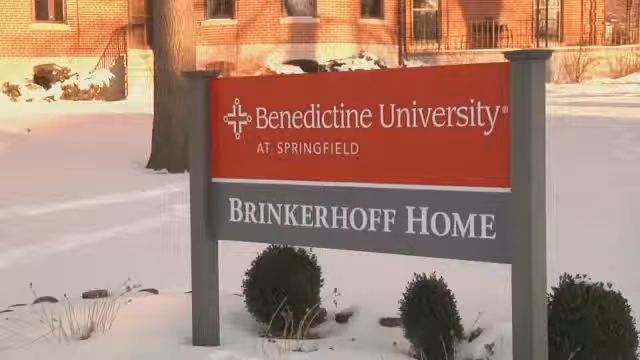 Benedictine University®
AT SPRINGFIELD
BRINKERHOFF HOME